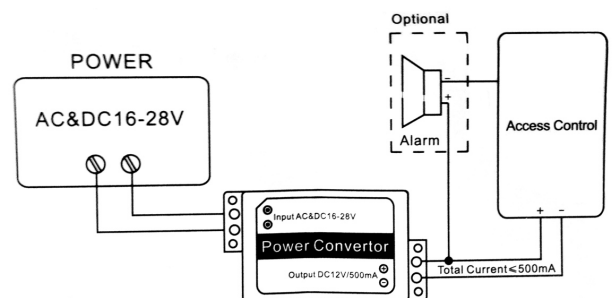 Optional
POWER
AC&DC16-28V
−
+
Alarm
Access Control
+ −
Input AC&DC16-28V
Power Convertor
Output DC12V/500mA
+
−
Total Current≤500mA